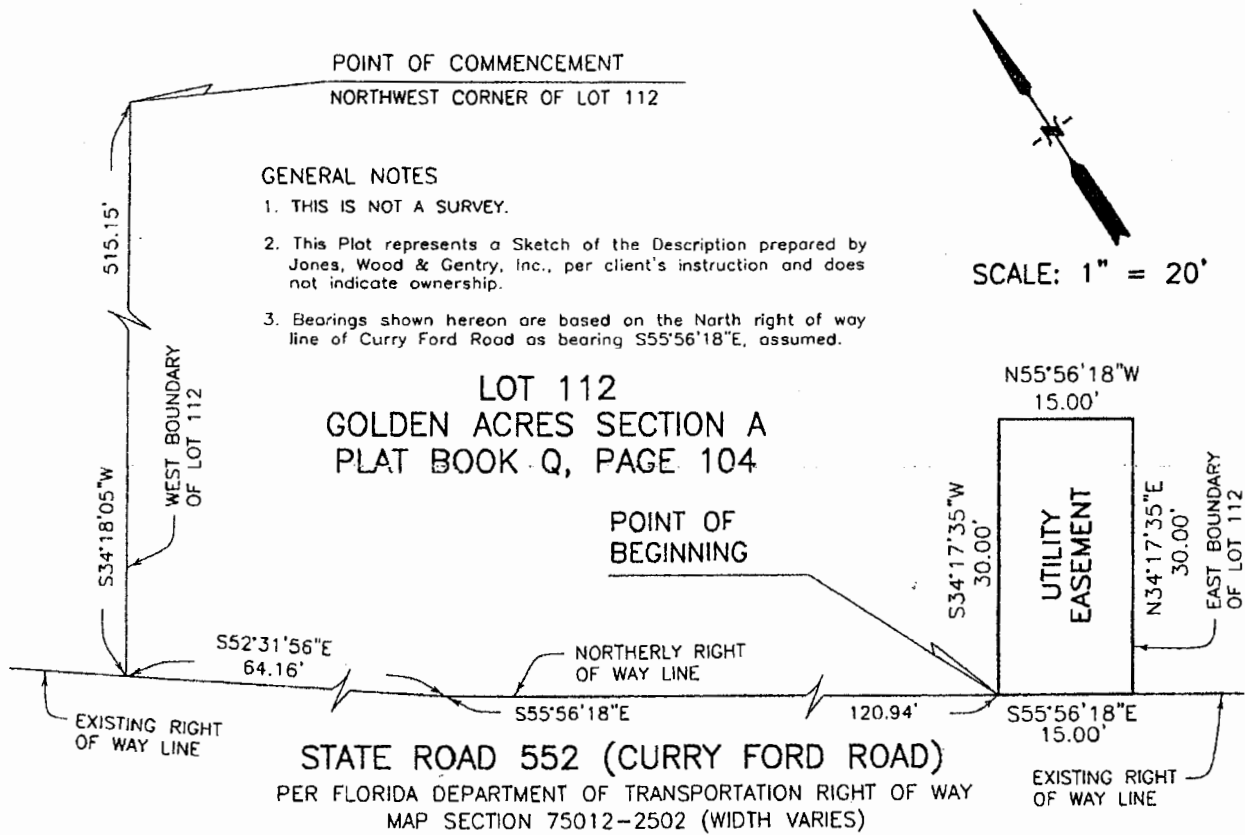 POINT OF COMMENCEMENT
NORTHWEST CORNER OF LOT 112
GENERAL NOTES
1. THIS IS NOT A SURVEY.
2. This Plot represents a Sketch of the Description prepared by
Jones, Wood & Gentry, Inc., per client's instruction and does
not indicate ownership.
3. Bearings shown hereon are based on the North right of way
line of Curry Ford Road as bearing S55°56'18"E, assumed.
SCALE: 1" = 20'
515.15'
WEST BOUNDARY
OF LOT 112
S34°18'05"W
LOT 112
GOLDEN ACRES SECTION A
PLAT BOOK Q, PAGE 104
N55°56'18"W
15.00'
S34°17'35"W
30.00'
UTILITY
EASEMENT
N34°17'35"E
30.00'
EAST BOUNDARY
OF LOT 112
POINT OF
BEGINNING
S52°31'56"E
64.16'
NORTHERLY RIGHT
OF WAY LINE
EXISTING RIGHT
OF WAY LINE
S55°56'18"E
120.94'
S55°56'18"E
15.00'
EXISTING RIGHT
OF WAY LINE
STATE ROAD 552 (CURRY FORD ROAD)
PER FLORIDA DEPARTMENT OF TRANSPORTATION RIGHT OF WAY
MAP SECTION 75012-2502 (WIDTH VARIES)